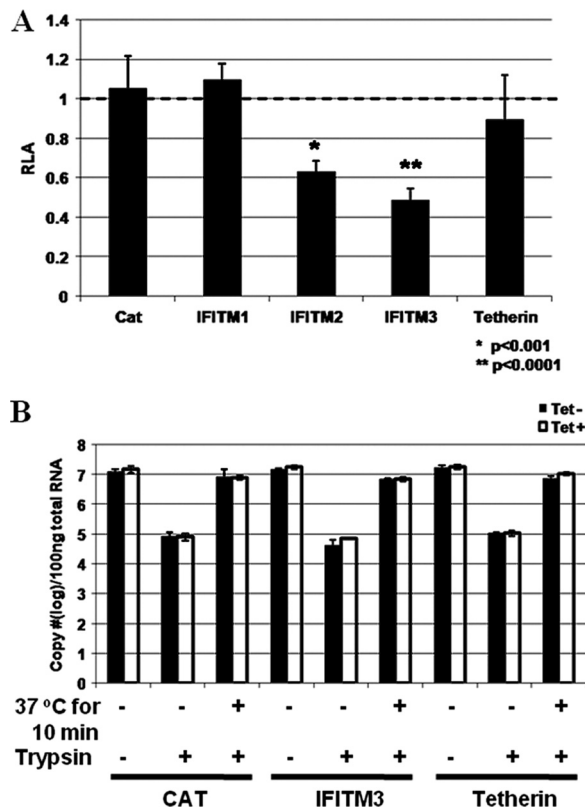 A
1.4
1.2
1
0.8
0.6
0.4
0.2
0
RLA
*
**
Cat IFITM1 IFITM2 IFITM3 Tetherin
* p<0.001
** p<0.0001
B
Tet-
Tet+
8
7
6
5
4
3
2
1
0
Copy #(log)/100ng total RNA
37 °C for 10 min - - + - - + - - +
Trypsin - + + - + + - + +
CAT IFITM3 Tetherin